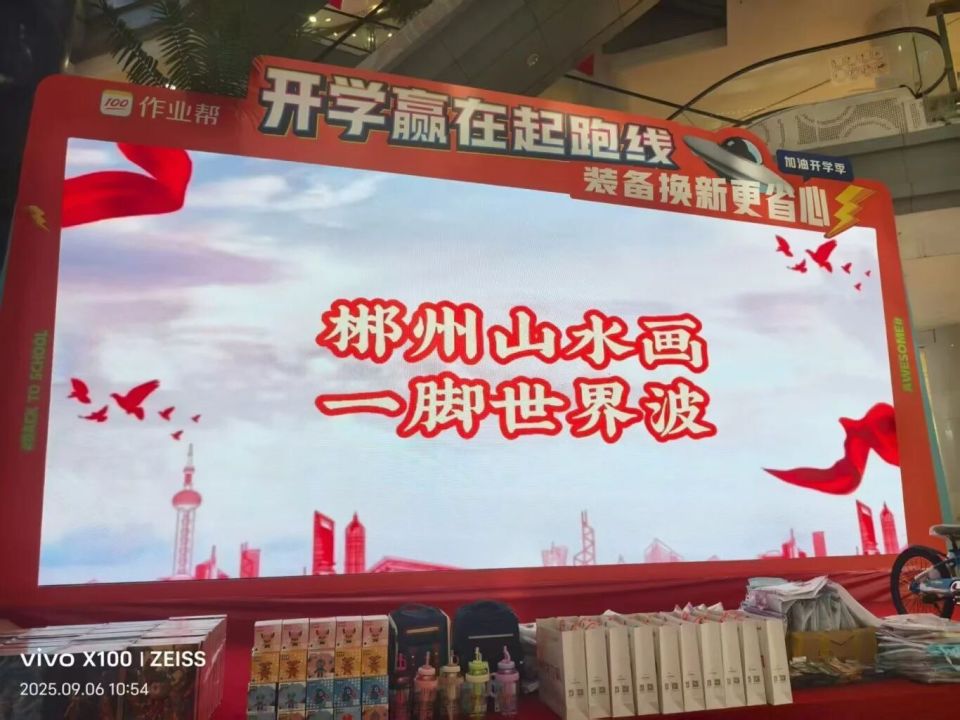 100 作业帮
开学赢在起跑线
装备换新更省心
加油开学季
郴州山水画
一脚世界波
#BACK TO SCHOOL
AWESOME!!
vivo X100 | ZEISS
2025.09.06 10:54